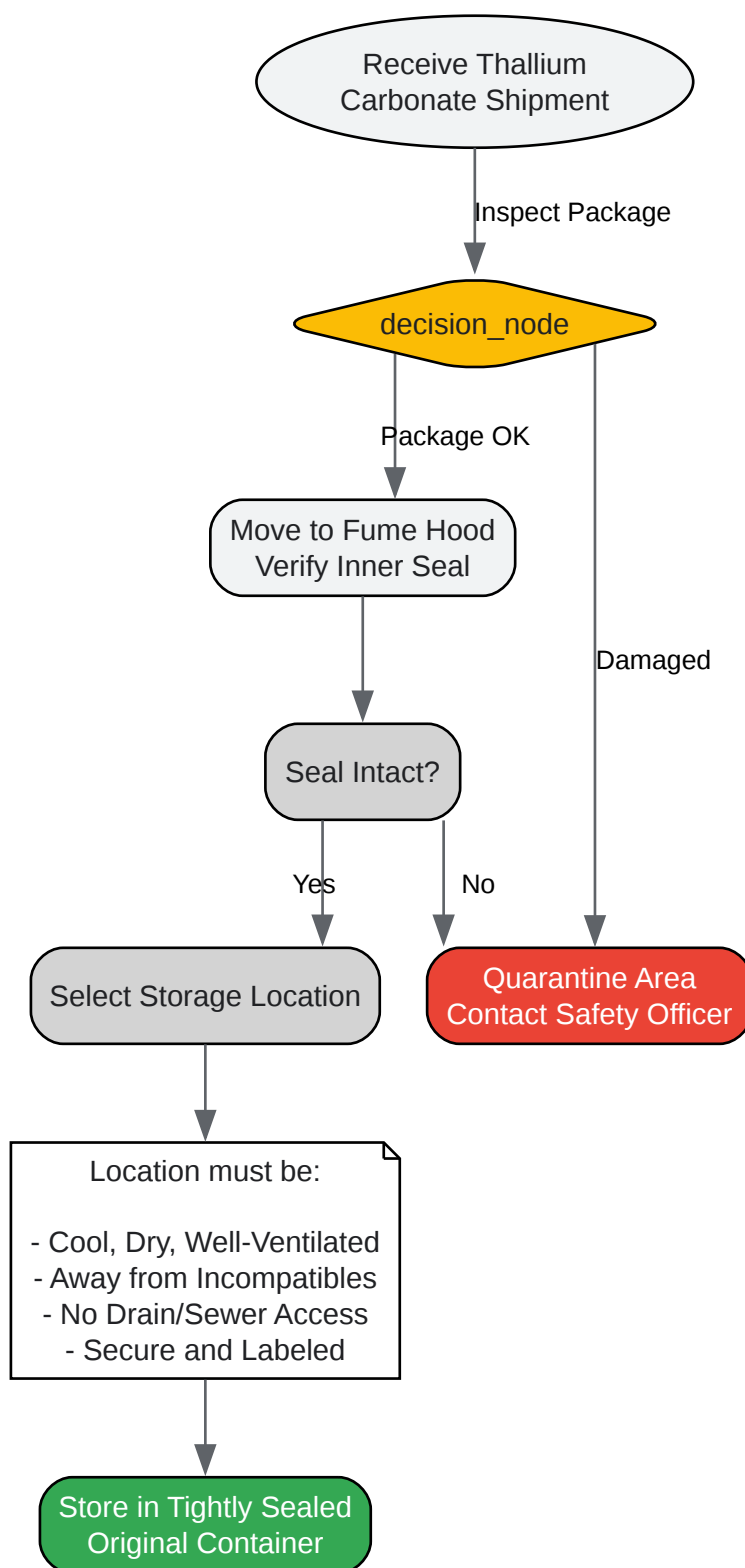 Receive Thallium
Carbonate Shipment
Inspect Package
decision_node
Package OK
Move to Fume Hood
Verify Inner Seal
Damaged
Seal Intact?
Yes
No
Select Storage Location
Quarantine Area
Contact Safety Officer
Location must be:
- Cool, Dry, Well-Ventilated
- Away from Incompatibles
- No Drain/Sewer Access
- Secure and Labeled
Store in Tightly Sealed
Original Container